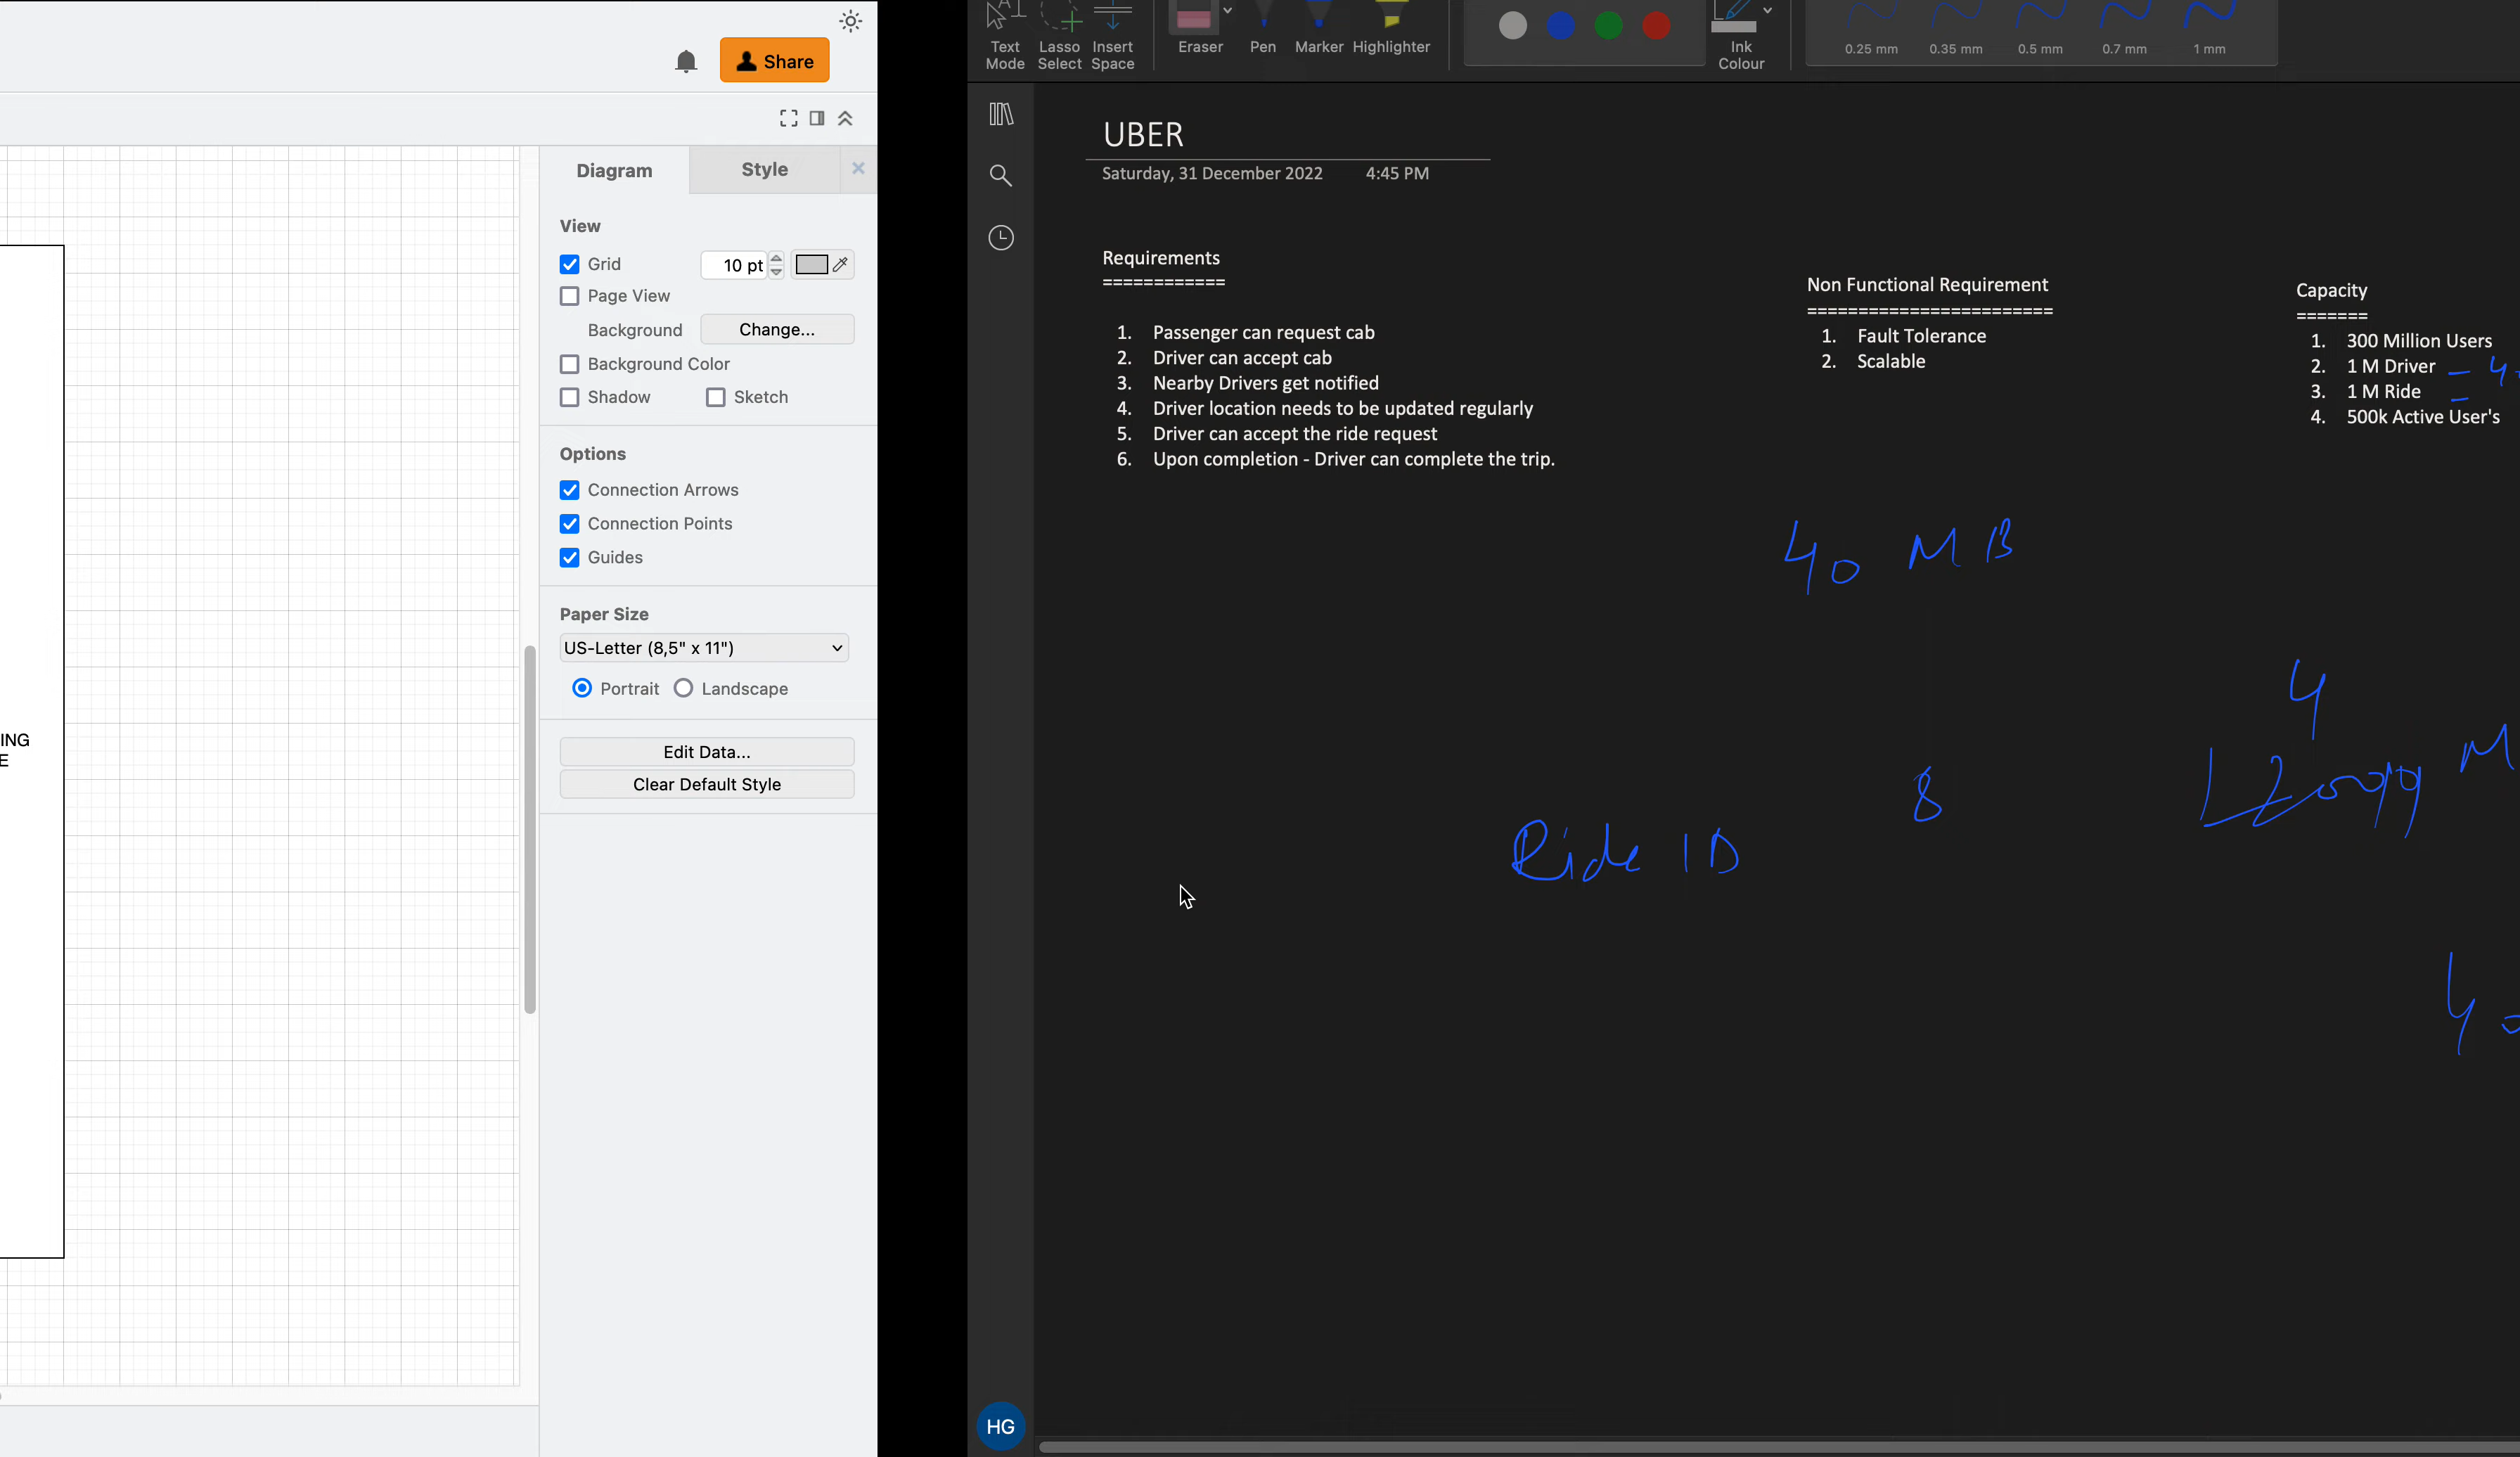 Share
Diagram Style
View
Grid 10 pt
Page View
Background Change...
Background Color
Shadow Sketch
Options
Connection Arrows
Connection Points
Guides
Paper Size
US-Letter (8,5" x 11")
Portrait Landscape
Edit Data...
Clear Default Style
ING
E
Text Mode
Lasso Select
Insert Space
Eraser
Pen
Marker
Highlighter
Ink Colour
0.25 mm
0.35 mm
0.5 mm
0.7 mm
1 mm
UBER
Saturday, 31 December 2022 4:45 PM
Requirements
============
1. Passenger can request cab
2. Driver can accept cab
3. Nearby Drivers get notified
4. Driver location needs to be updated regularly
5. Driver can accept the ride request
6. Upon completion - Driver can complete the trip.
Non Functional Requirement
========================
1. Fault Tolerance
2. Scalable
Capacity
=======
1. 300 Million Users
2. 1 M Driver – 4
3. 1 M Ride =
4. 500k Active User's
40 MB
4
M
8
Ride ID
4
HG